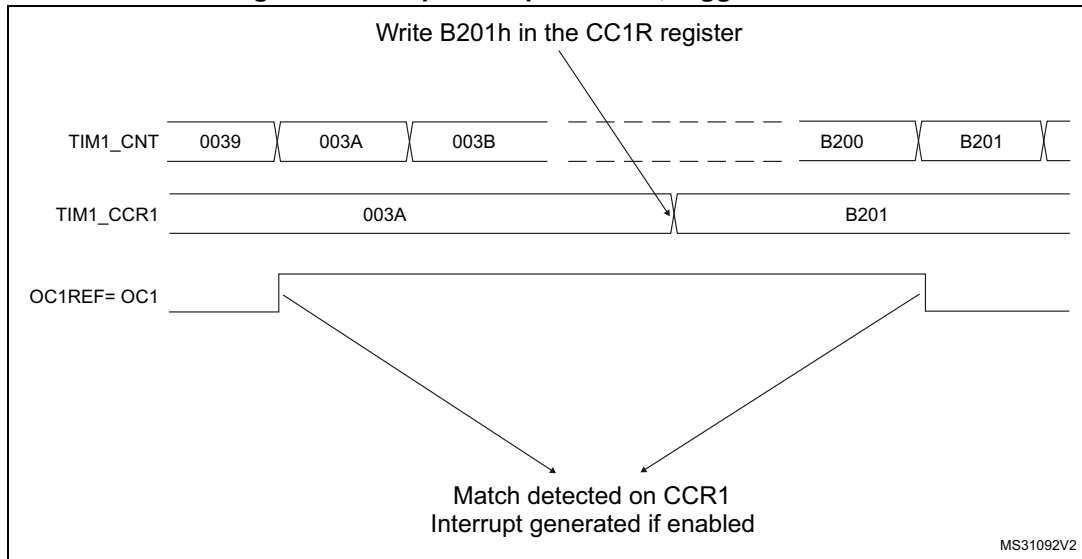 Write B201h in the CC1R register
TIM1_CNT 0039 003A 003B B200 B201
TIM1_CCR1 003A B201
OC1REF= OC1
Match detected on CCR1
Interrupt generated if enabled
MS31092V2